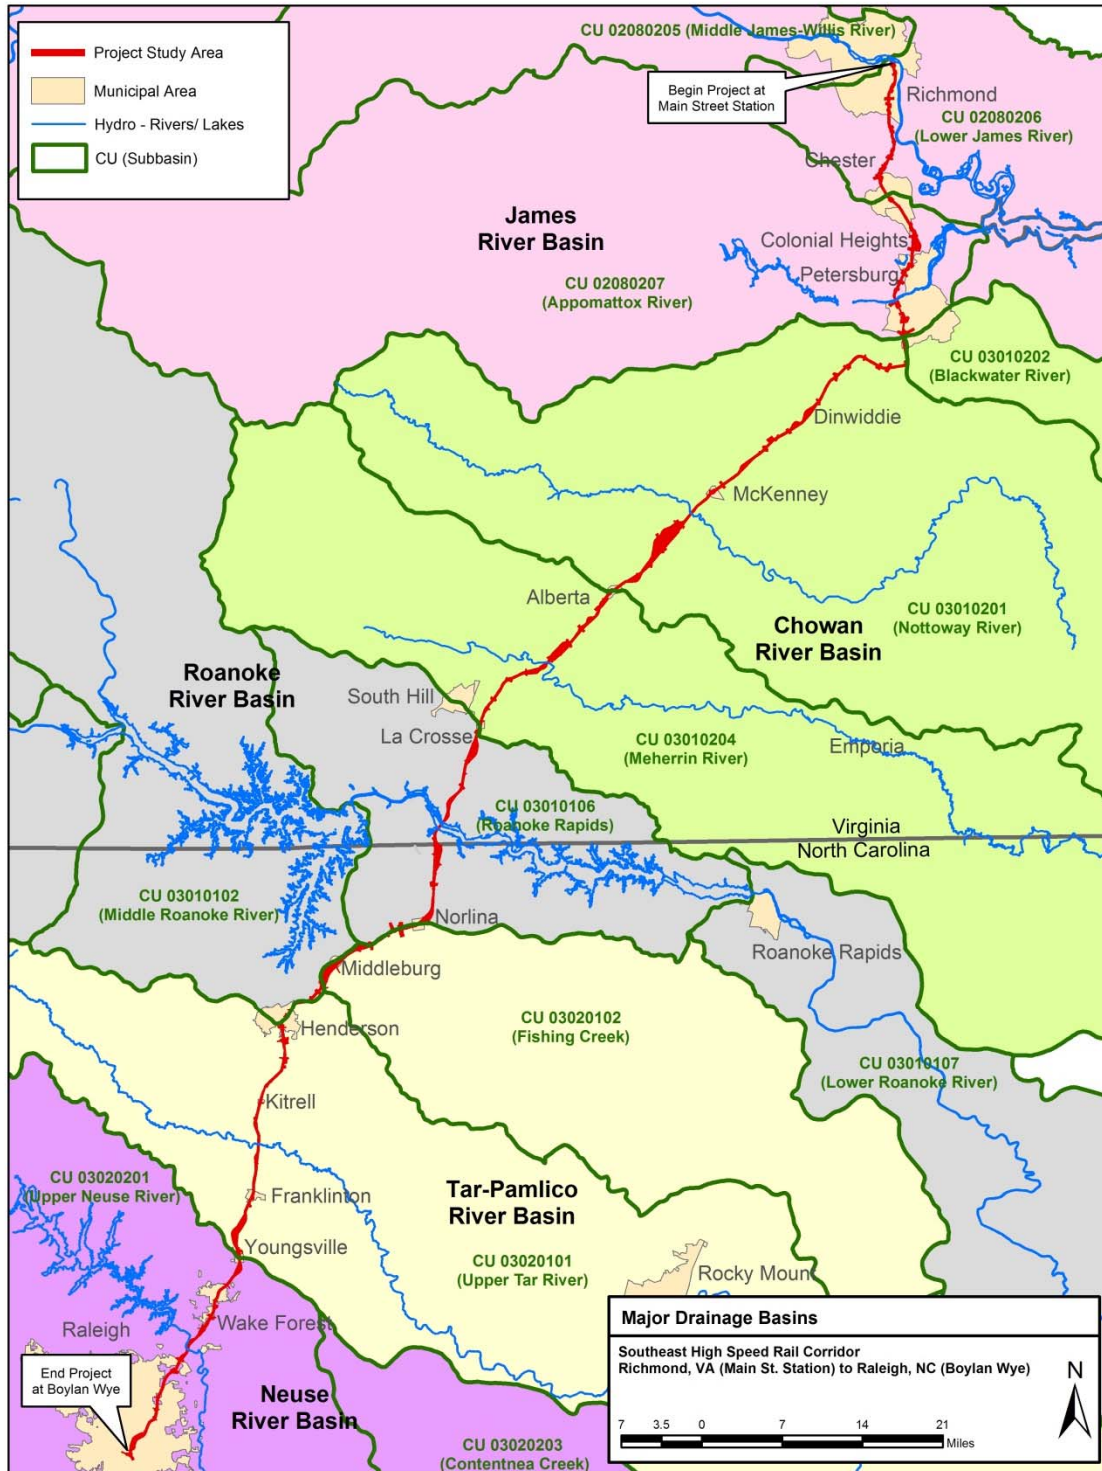 Project Study Area
Municipal Area
Hydro - Rivers/ Lakes
CU (Subbasin)
CU 02080205 (Middle James-Willis River)
Begin Project at
Main Street Station
Richmond
CU 02080206
(Lower James River)
Chester
James
River Basin
Colonial Heights
Petersburg
CU 02080207
(Appomattox River)
CU 03010202
(Blackwater River)
Dinwiddie
McKenney
Alberta
CU 03010201
(Nottoway River)
Chowan
River Basin
Roanoke
River Basin
South Hill
La Crosse
CU 03010204
(Meherrin River)
Emporia
CU 03010106
(Roanoke Rapids)
Virginia
North Carolina
CU 03010102
(Middle Roanoke River)
Norlina
Roanoke Rapids
Middleburg
Henderson
CU 03020102
(Fishing Creek)
CU 03010107
(Lower Roanoke River)
Kitrell
CU 03020201
(Upper Neuse River)
Franklinton
Tar-Pamlico
River Basin
Youngsville
CU 03020101
(Upper Tar River)
Rocky Mount
Wake Forest
Raleigh
End Project
at Boylan Wye
Neuse
River Basin
CU 03020203
(Contentnea Creek)
Major Drainage Basins
Southeast High Speed Rail Corridor
Richmond, VA (Main St. Station) to Raleigh, NC (Boylan Wye)
N
7 3.5 0 7 14 21
Miles